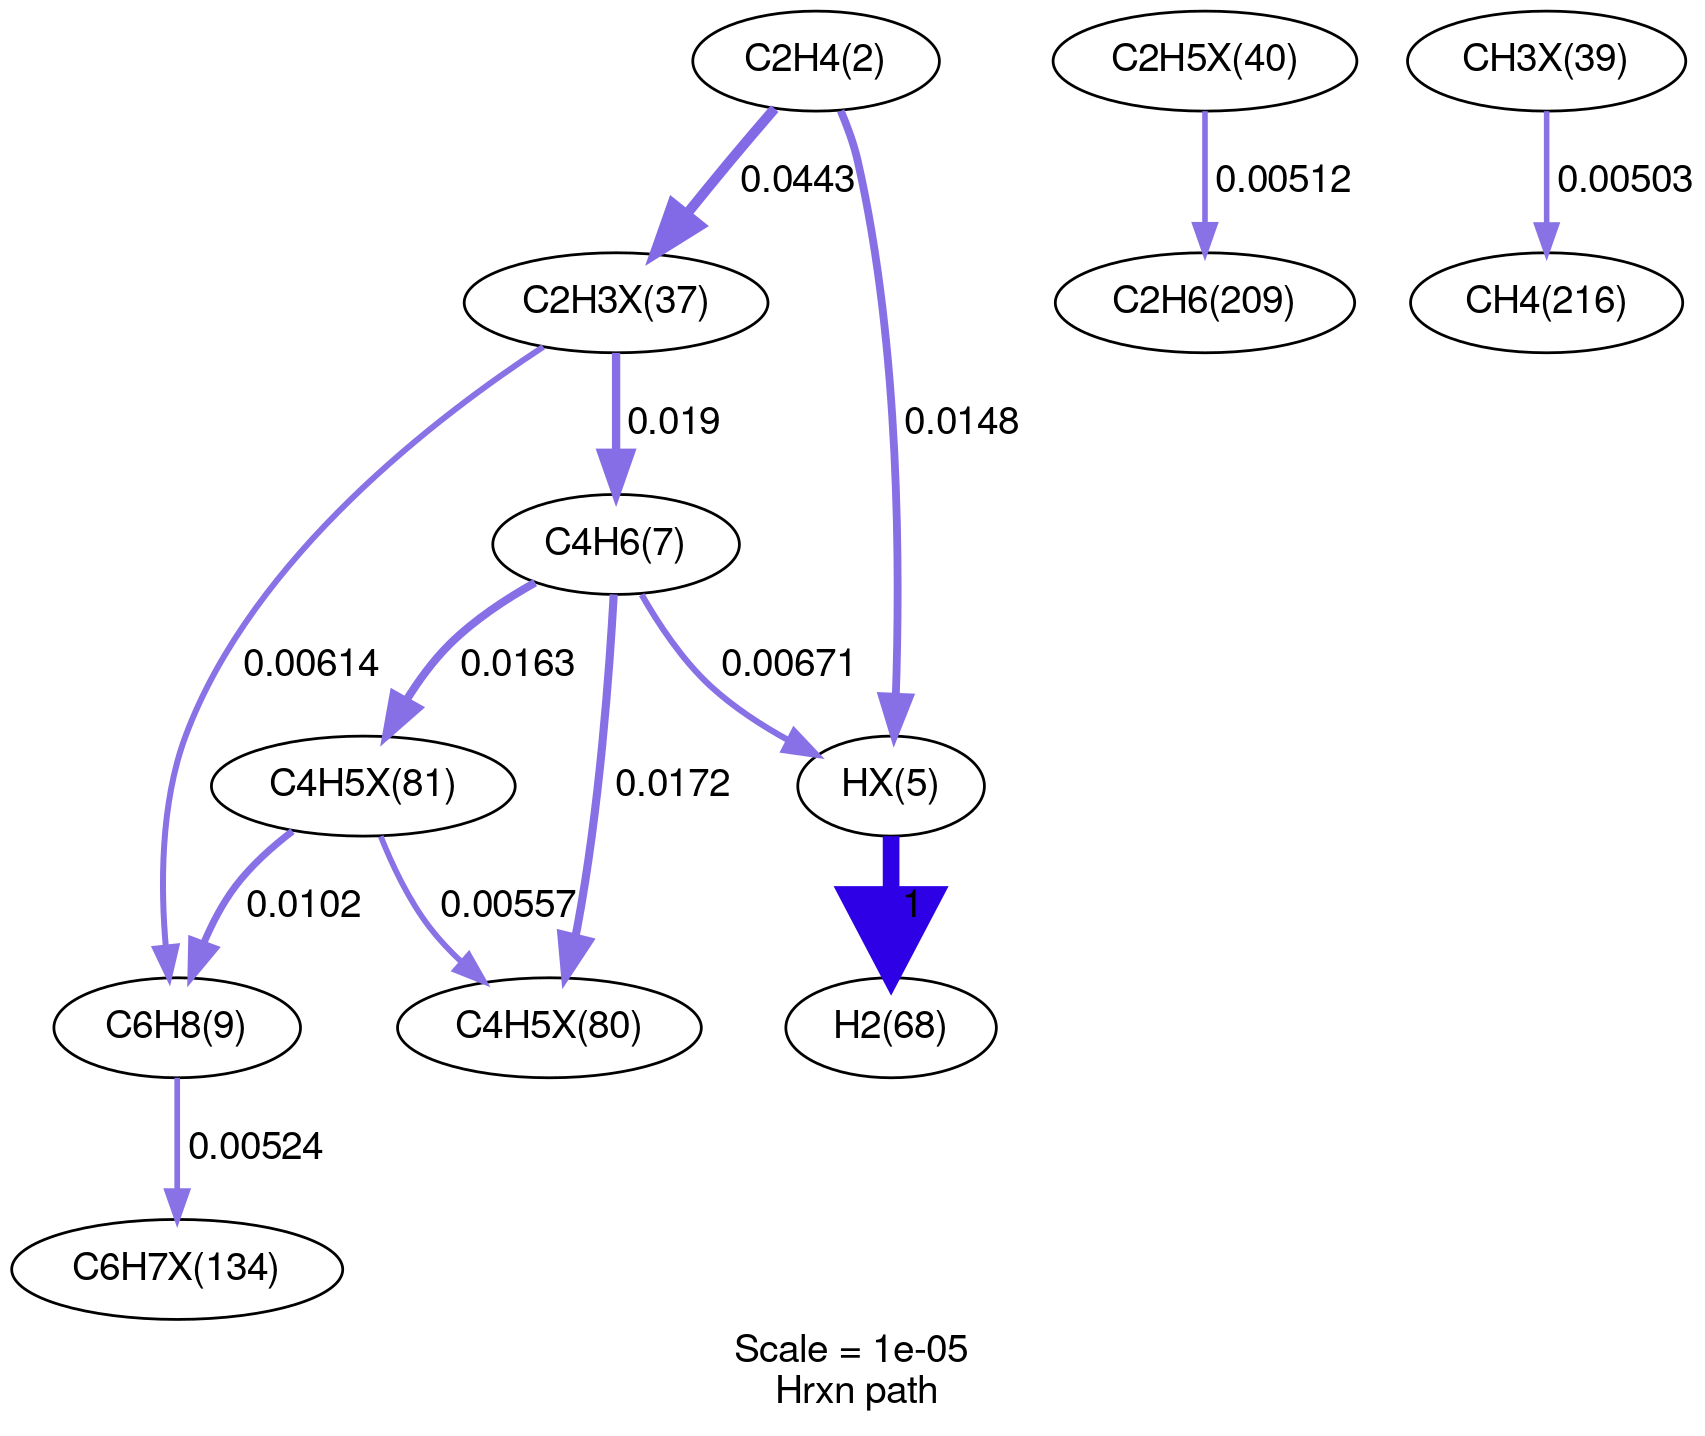 C2H4(2)
C2H5X(40)
CH3X(39)
0.0443
0.00512
0.00503
C2H3X(37)
C2H6(209)
CH4(216)
0.019
0.0148
C4H6(7)
0.00614
0.0163
0.00671
C4H5X(81)
0.0172
HX(5)
0.0102
0.00557
1
C6H8(9)
C4H5X(80)
H2(68)
0.00524
C6H7X(134)
Scale = 1e-05
Hrxn path